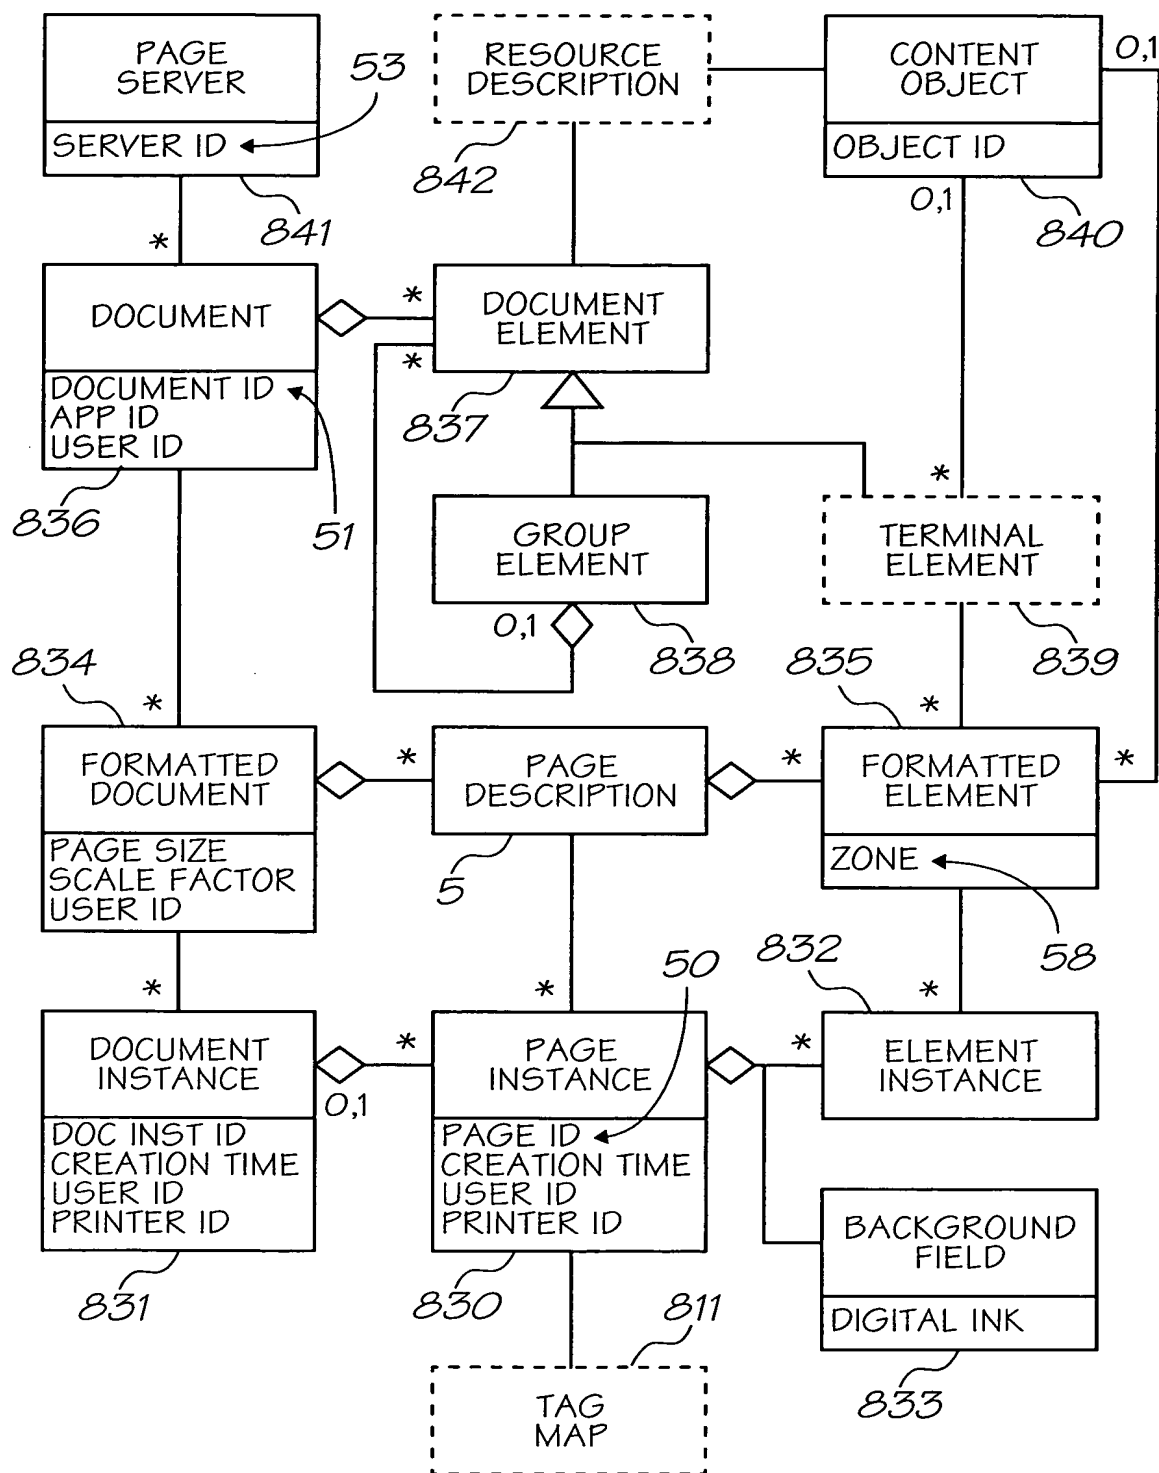 PAGE
SERVER
SERVER ID
53
841
*
RESOURCE
DESCRIPTION
842
CONTENT
OBJECT
OBJECT ID
0,1
0,1
840
DOCUMENT
DOCUMENT ID
APP ID
USER ID
836
51
*
*
DOCUMENT
ELEMENT
837
GROUP
ELEMENT
0,1
838
*
TERMINAL
ELEMENT
839
834
*
FORMATTED
DOCUMENT
PAGE SIZE
SCALE FACTOR
USER ID
*
PAGE
DESCRIPTION
5
835
*
*
*
FORMATTED
ELEMENT
ZONE
58
*
DOCUMENT
INSTANCE
DOC INST ID
CREATION TIME
USER ID
PRINTER ID
831
0,1
*
*
50
PAGE
INSTANCE
PAGE ID
CREATION TIME
USER ID
PRINTER ID
830
832
*
*
ELEMENT
INSTANCE
BACKGROUND
FIELD
DIGITAL INK
833
811
TAG
MAP